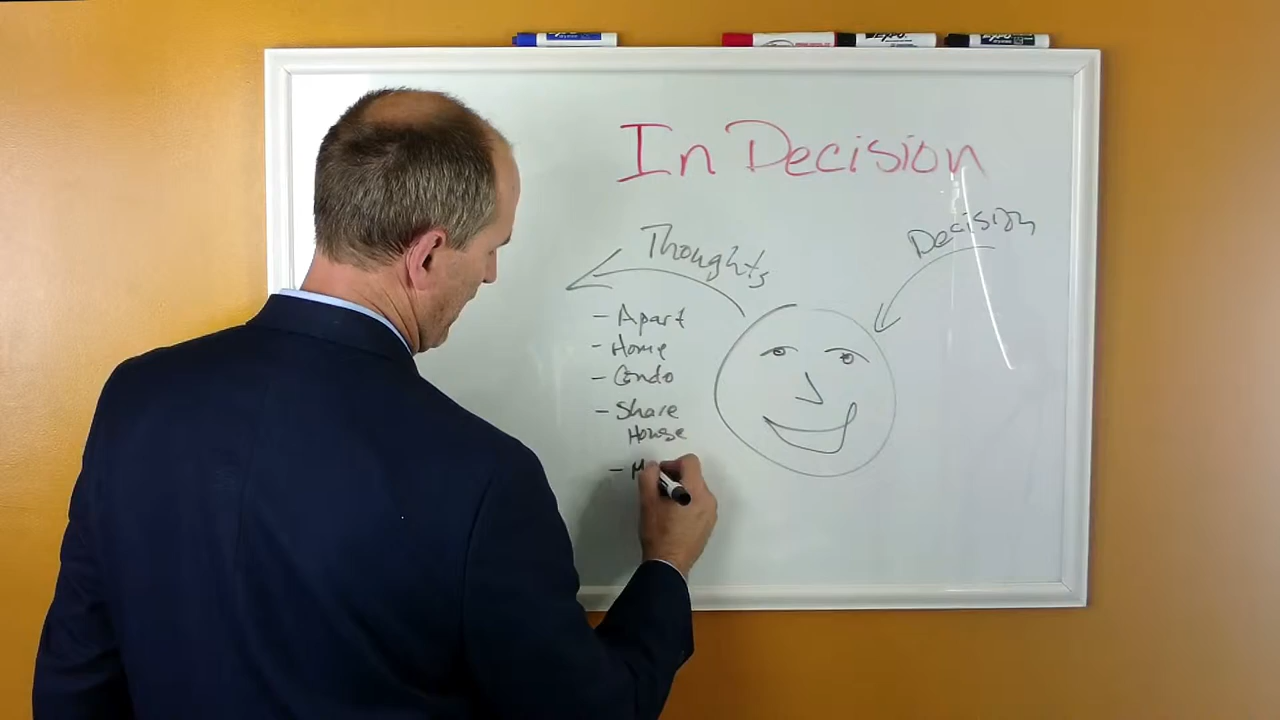 In Decision
Thoughts
Decision
- Apart
- Home
- Condo
- Share
House